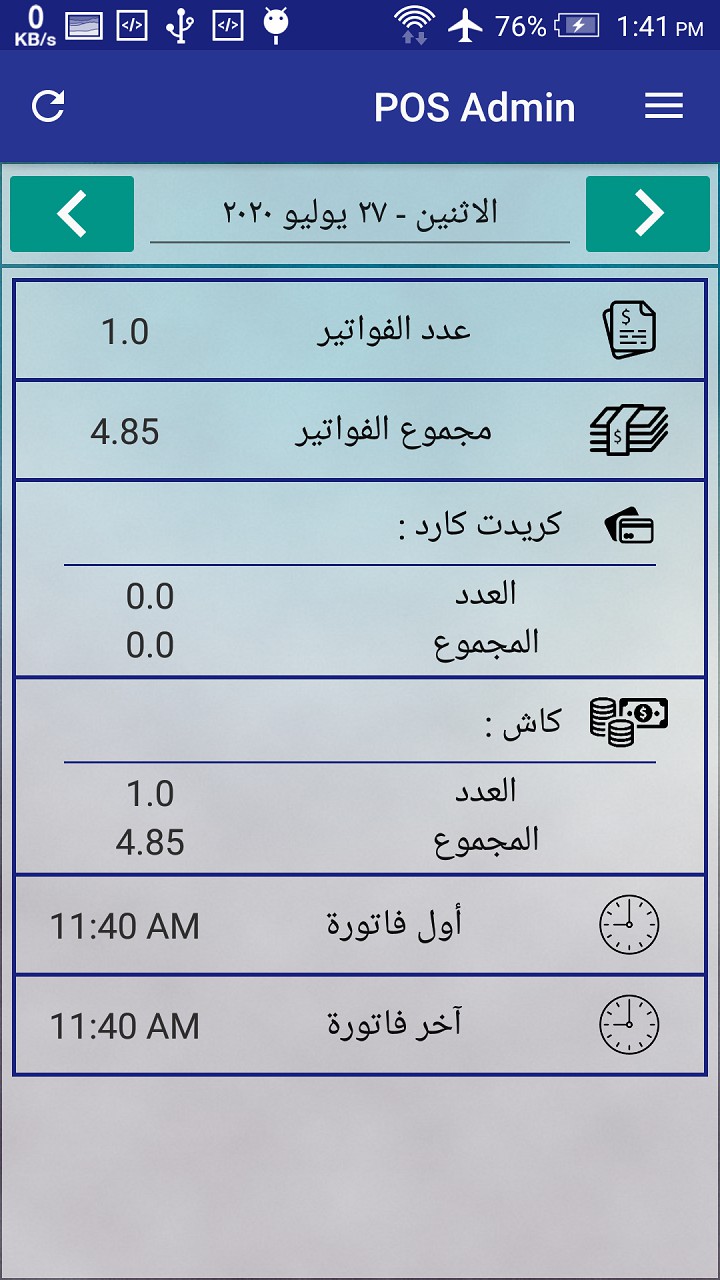 0 KB/s 76% 1:41 PM
POS Admin
الاثنين - ٢٧ يوليو ٢٠٢٠
عدد الفواتير 1.0
مجموع الفواتير 4.85
كريدت كارد :
العدد 0.0
المجموع 0.0
كاش :
العدد 1.0
المجموع 4.85
أول فاتورة 11:40 AM
آخر فاتورة 11:40 AM